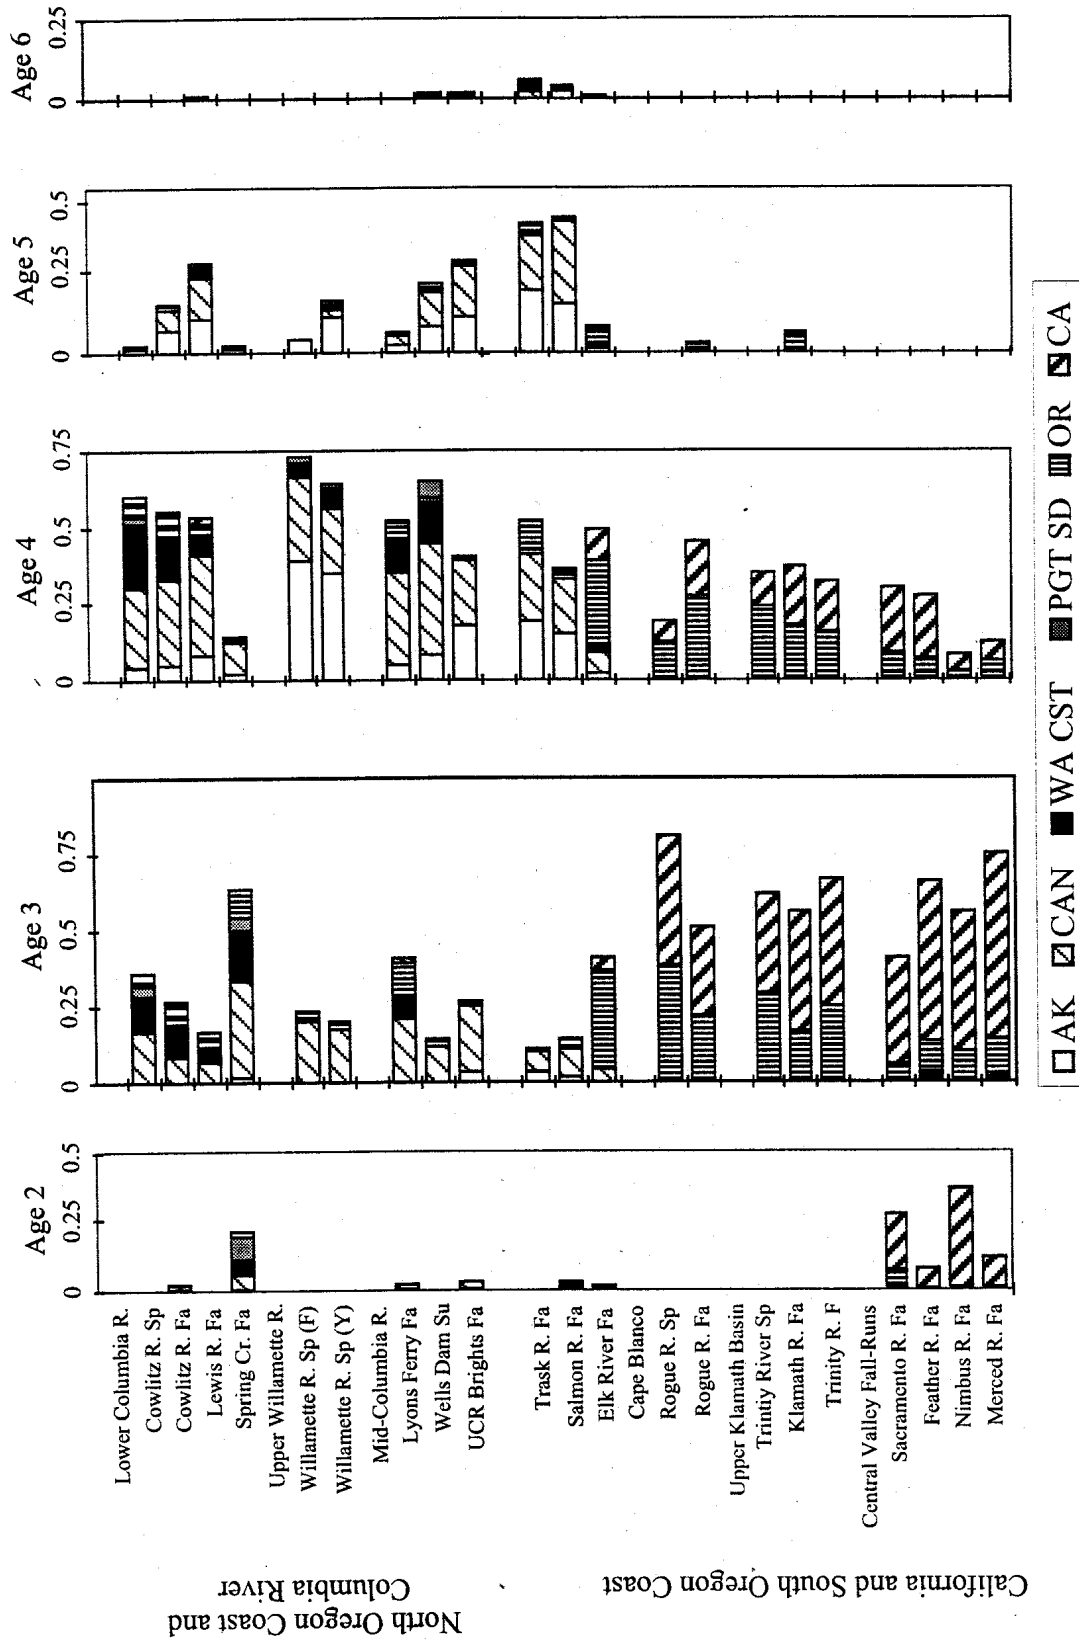 Age 2
0
0.25
0.5
Age 3
0
0.25
0.5
0.75
Age 4
0
0.25
0.5
0.75
Age 5
0
0.25
0.5
Age 6
0
0.25
North Oregon Coast and
Columbia River
Lower Columbia R.
Cowlitz R. Sp
Cowlitz R. Fa
Lewis R. Fa
Spring Cr. Fa
Upper Willamette R.
Willamette R. Sp (F)
Willamette R. Sp (Y)
Mid-Columbia R.
Lyons Ferry Fa
Wells Dam Su
UCR Brights Fa
Trask R. Fa
Salmon R. Fa
Elk River Fa
California and South Oregon Coast
Cape Blanco
Rogue R. Sp
Rogue R. Fa
Upper Klamath Basin
Trintiy River Sp
Klamath R. Fa
Trinity R. F
Central Valley Fall-Runs
Sacramento R. Fa
Feather R. Fa
Nimbus R. Fa
Merced R. Fa
AK CAN WA CST PGT SD OR CA